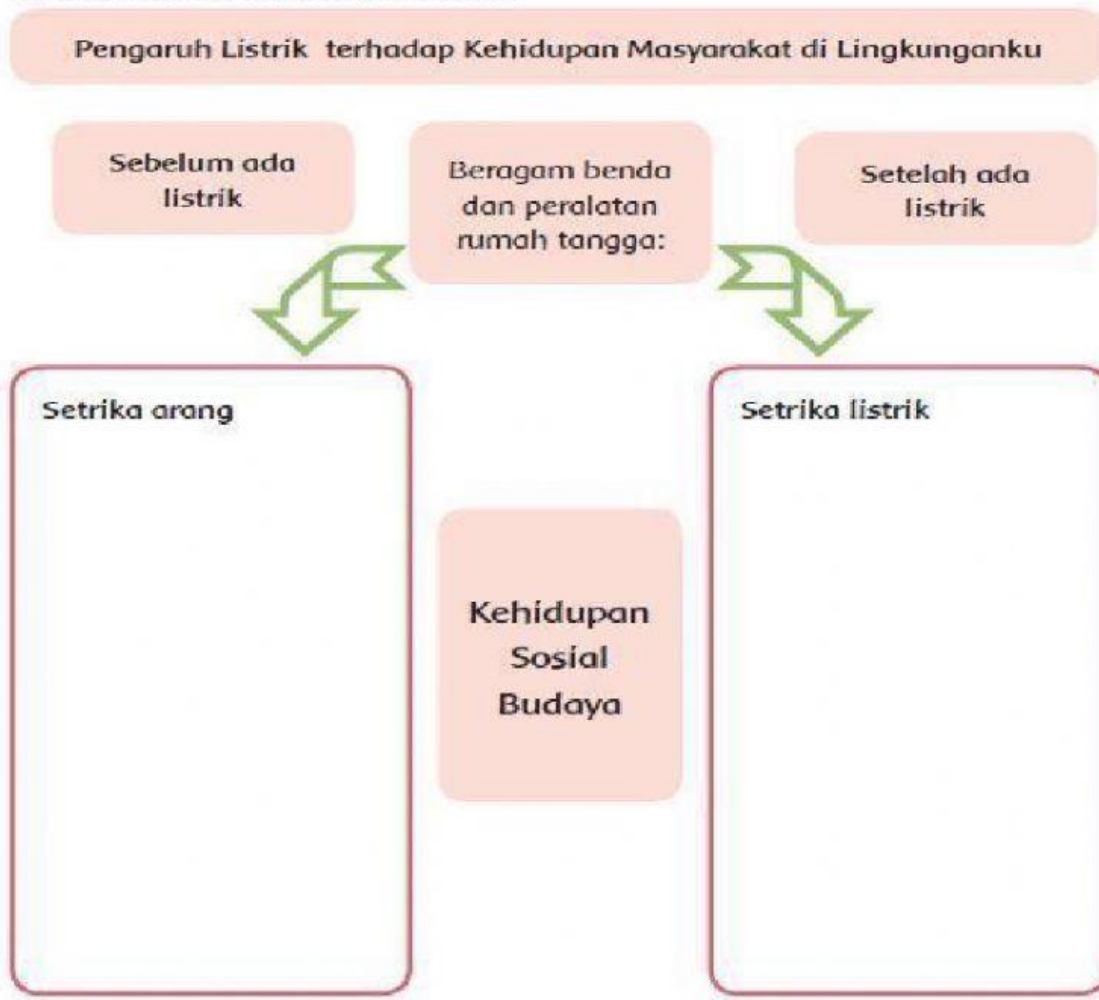 Pengaruh Listrik terhadap Kehidupan Masyarakat di Lingkunganku
Sebelum ada
listrik
Beragam benda
dan peralatan
rumah tangga:
Setelah ada
listrik
Setrika arang
Setrika listrik
Kehidupan
Sosial
Budaya